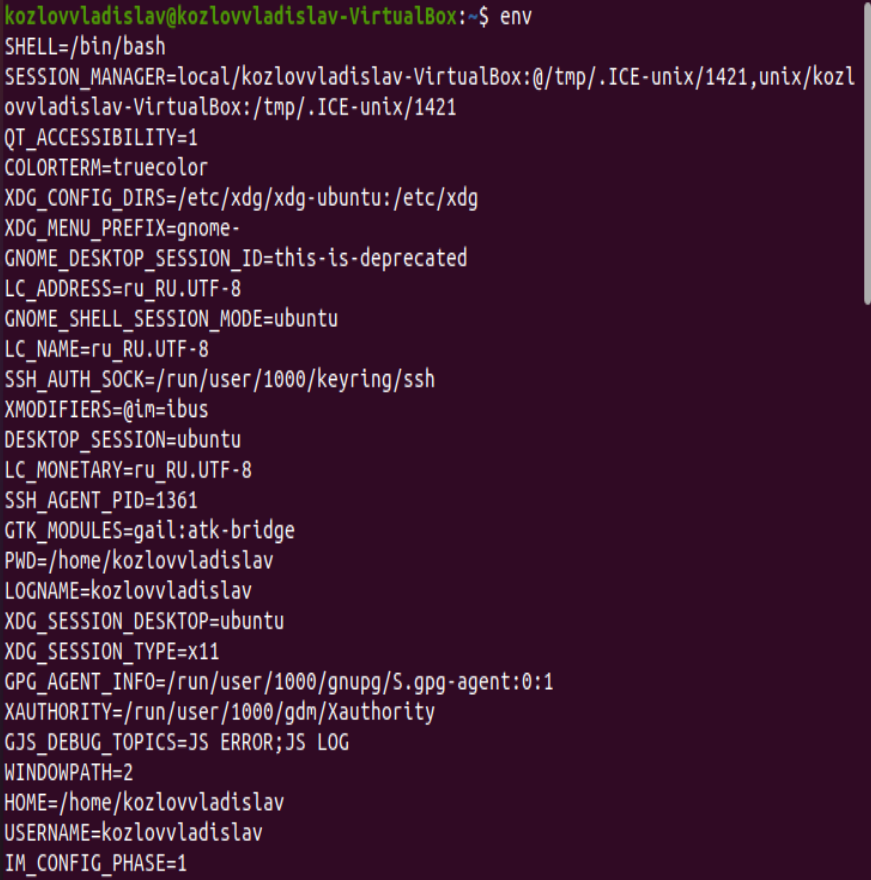 kozlovvladislav@kozlovvladislav-VirtualBox:~$ env
SHELL=/bin/bash
SESSION_MANAGER=local/kozlovvladislav-VirtualBox:@/tmp/.ICE-unix/1421,unix/kozl
ovvladislav-VirtualBox:/tmp/.ICE-unix/1421
QT_ACCESSIBILITY=1
COLORTERM=truecolor
XDG_CONFIG_DIRS=/etc/xdg/xdg-ubuntu:/etc/xdg
XDG_MENU_PREFIX=gnome-
GNOME_DESKTOP_SESSION_ID=this-is-deprecated
LC_ADDRESS=ru_RU.UTF-8
GNOME_SHELL_SESSION_MODE=ubuntu
LC_NAME=ru_RU.UTF-8
SSH_AUTH_SOCK=/run/user/1000/keyring/ssh
XMODIFIERS=@im=ibus
DESKTOP_SESSION=ubuntu
LC_MONETARY=ru_RU.UTF-8
SSH_AGENT_PID=1361
GTK_MODULES=gail:atk-bridge
PWD=/home/kozlovvladislav
LOGNAME=kozlovvladislav
XDG_SESSION_DESKTOP=ubuntu
XDG_SESSION_TYPE=x11
GPG_AGENT_INFO=/run/user/1000/gnupg/S.gpg-agent:0:1
XAUTHORITY=/run/user/1000/gdm/Xauthority
GJS_DEBUG_TOPICS=JS ERROR;JS LOG
WINDOWPATH=2
HOME=/home/kozlovvladislav
USERNAME=kozlovvladislav
IM_CONFIG_PHASE=1